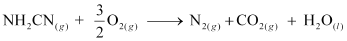 NH₂CN₍g₎ + 3/2 O₂₍g₎ ⟶ N₂₍g₎ + CO₂₍g₎ + H₂O₍l₎